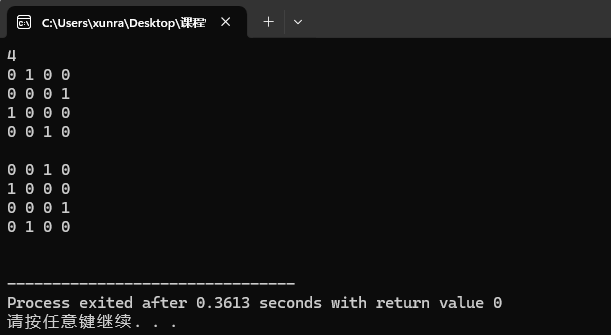 C:\Users\xunra\Desktop\课程
4
0 1 0 0
0 0 0 1
1 0 0 0
0 0 1 0
0 0 1 0
1 0 0 0
0 0 0 1
0 1 0 0
--------------------------------
Process exited after 0.3613 seconds with return value 0
请按任意键继续. . .